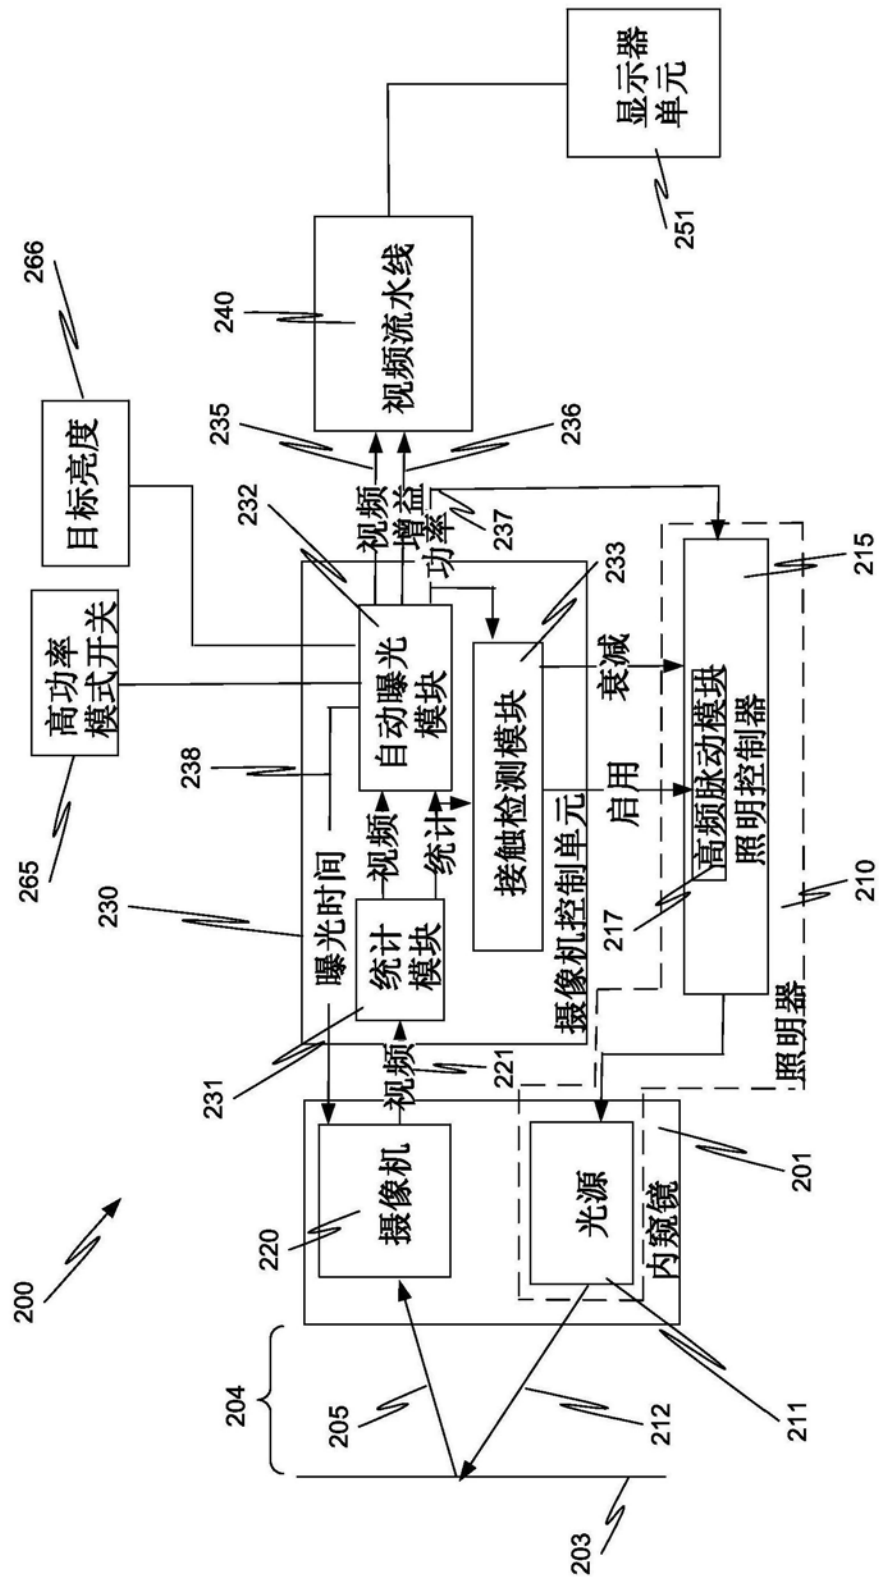 200
204
205
212
203
211
201
220
摄像机
光源
内窥镜
221
视频
231
统计
模块
230
曝光时间
238
265
高功率
模式开关
266
目标亮度
232
自动曝光
模块
视频
统计
接触检测模块
233
摄像机控制单元
视频
增益
功率
235
236
237
240
视频流水线
显示器
单元
251
启用
衰减
217
高频脉动模块
照明控制器
215
210
照明器